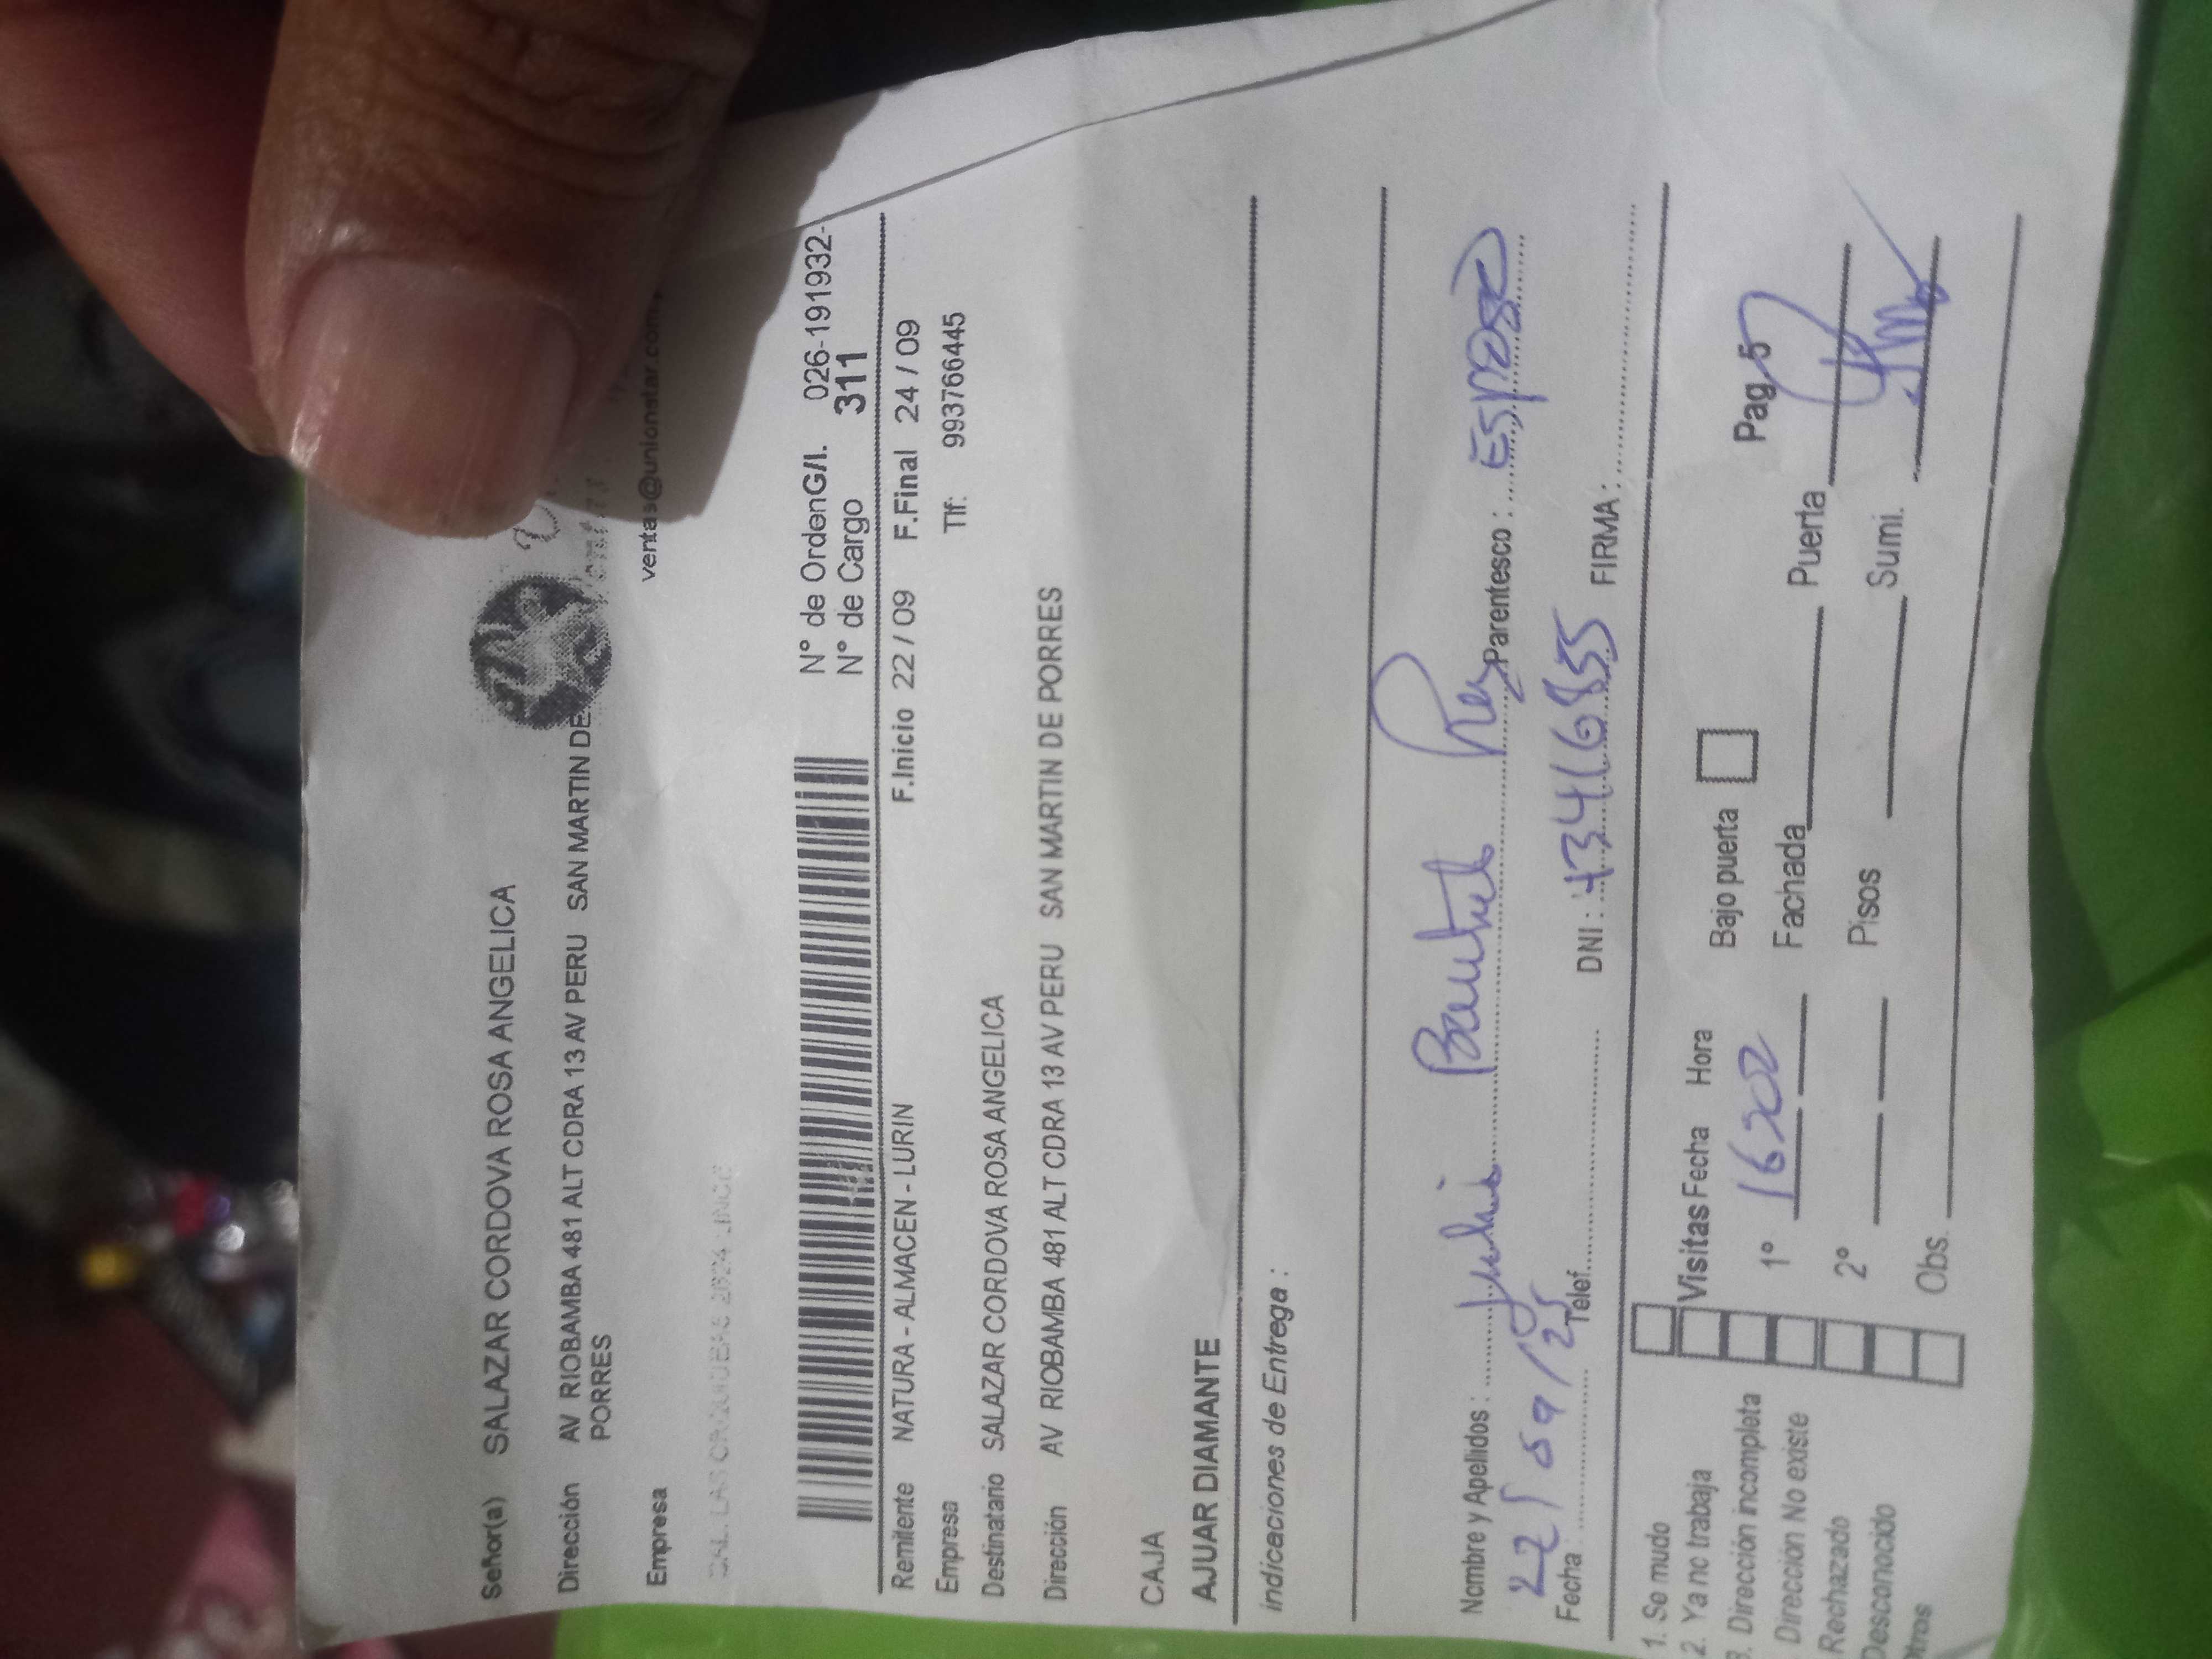 Señor(a) SALAZAR CORDOVA ROSA ANGELICA
Dirección AV RIOBAMBA 481 ALT CDRA 13 AV PERU SAN MARTIN DE
PORRES
Empresa ventas@unionstar.com
N° de OrdenG/I. 026-191932-
N° de Cargo 311
Remitente NATURA - ALMACEN - LURIN F.Inicio 22 / 09 F.Final 24 / 09
Empresa Tlf: 993766445
Destinatario SALAZAR CORDOVA ROSA ANGELICA
Dirección AV RIOBAMBA 481 ALT CDRA 13 AV PERU SAN MARTIN DE PORRES
CAJA
AJUAR DIAMANTE
Indicaciones de Entrega :
Nombre y Apellidos : Parentesco : Esposo
Fecha 22/09/25 Telef. DNI : FIRMA :
1. Se mudo
2. Ya no trabaja
3. Dirección incompleta
Dirección No existe
Rechazado
Desconocido
Otros
Visitas Fecha Hora Bajo puerta Pag
1° Fachada Puerta
2° Pisos Sumi.
Obs.